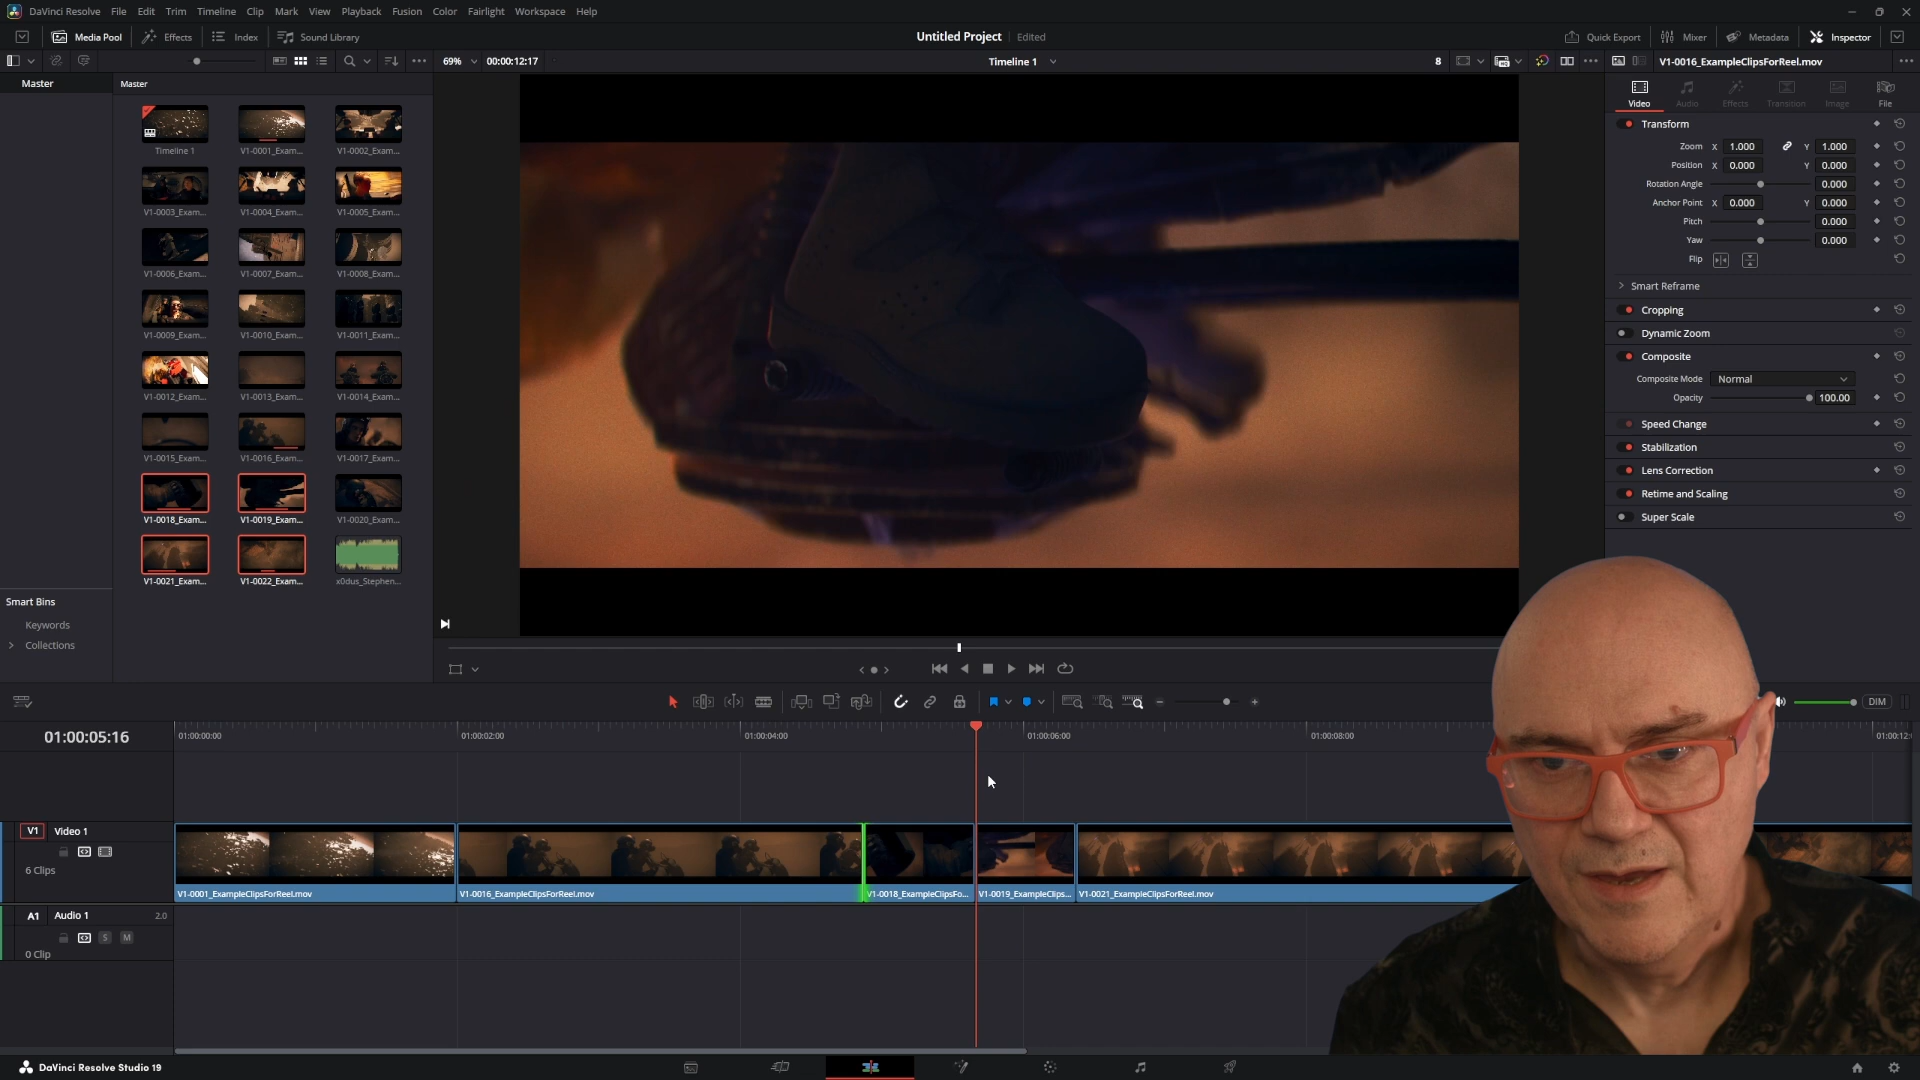 DaVinci Resolve File Edit Trim Timeline Clip Mark View Playback Fusion Color Fairlight Workspace Help
Media Pool Effects Index Sound Library Untitled Project Edited Quick Export Mixer Metadata Inspector
69% 00:00:12:17 Timeline 1 8 V1-0016_ExampleClipsForReel.mov
Master
Master
Video Audio Effects Transition Image File
Timeline 1 V1-0001_Exam... V1-0002_Exam...
V1-0003_Exam... V1-0004_Exam... V1-0005_Exam...
V1-0006_Exam... V1-0007_Exam... V1-0008_Exam...
V1-0009_Exam... V1-0010_Exam... V1-0011_Exam...
V1-0012_Exam... V1-0013_Exam... V1-0014_Exam...
V1-0015_Exam... V1-0016_Exam... V1-0017_Exam...
V1-0018_Exam... V1-0019_Exam... V1-0020_Exam...
V1-0021_Exam... V1-0022_Exam... x0dus_Stephen...
Smart Bins
Keywords
Collections
Transform
Zoom X 1.000 Y 1.000
Position X 0.000 Y 0.000
Rotation Angle 0.000
Anchor Point X 0.000 Y 0.000
Pitch 0.000
Yaw 0.000
Flip
Smart Reframe
Cropping
Dynamic Zoom
Composite
Composite Mode Normal
Opacity 100.00
Speed Change
Stabilization
Lens Correction
Retime and Scaling
Super Scale
DIM
01:00:05:16
01:00:00:00 01:00:02:00 01:00:04:00 01:00:06:00 01:00:08:00 01:00:12:
V1 Video 1
6 Clips
V1-0001_ExampleClipsForReel.mov V1-0016_ExampleClipsForReel.mov V1-0018_ExampleClipsFo... V1-0019_ExampleClips... V1-0021_ExampleClipsForReel.mov
A1 Audio 1 2.0
S M
0 Clip
DaVinci Resolve Studio 19